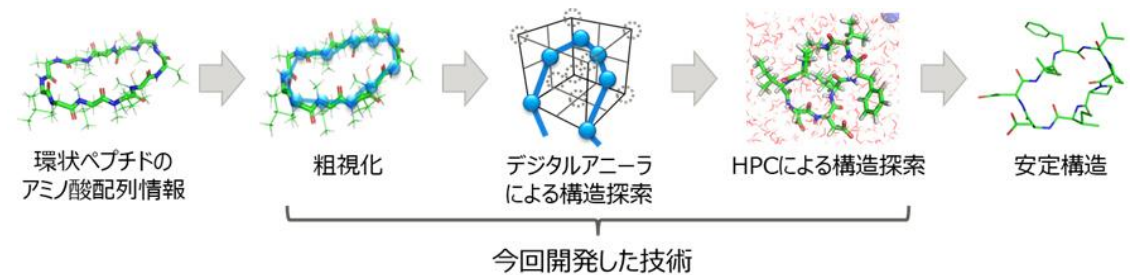 環状ペプチドの
アミノ酸配列情報
粗視化
デジタルアニーラ
による構造探索
HPCによる構造探索
安定構造
今回開発した技術